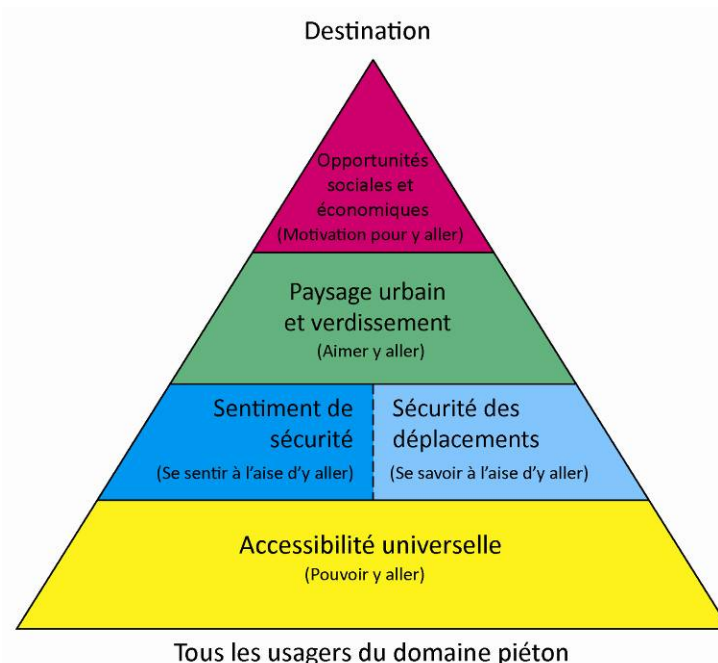 Destination
Opportunités
sociales et
économiques
(Motivation pour y aller)
Paysage urbain
et verdissement
(Aimer y aller)
Sentiment de
sécurité
(Se sentir à l'aise d'y aller)
Sécurité des
déplacements
(Se savoir à l'aise d'y aller)
Accessibilité universelle
(Pouvoir y aller)
Tous les usagers du domaine piéton